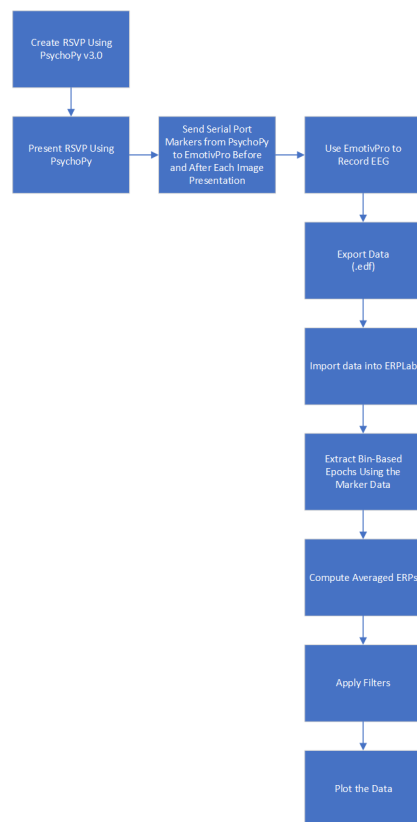 Create RSVP Using
PsychoPy v3.0
Present RSVP Using
PsychoPy
Send Serial Port
Markers from PsychoPy
to EmotivPro Before
and After Each Image
Presentation
Use EmotivPro to
Record EEG
Export Data
(.edf)
Import data into ERPLab
Extract Bin-Based
Epochs Using the
Marker Data
Compute Averaged ERPs
Apply Filters
Plot the Data